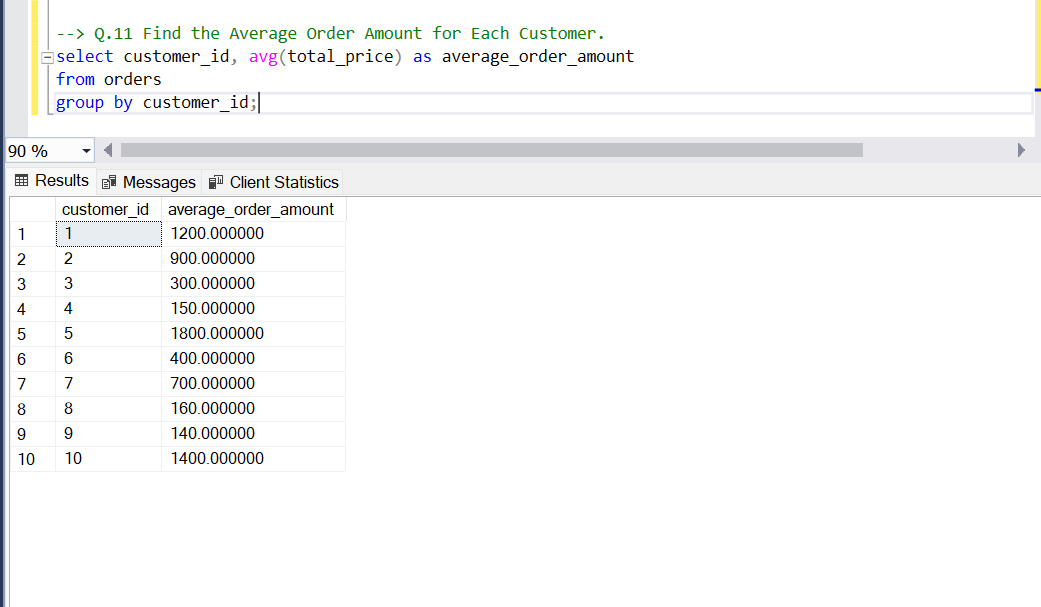 --> Q.11 Find the Average Order Amount for Each Customer.
select customer_id, avg(total_price) as average_order_amount
from orders
group by customer_id;
90 %
Results Messages Client Statistics
customer_id average_order_amount
1 1 1200.000000
2 2 900.000000
3 3 300.000000
4 4 150.000000
5 5 1800.000000
6 6 400.000000
7 7 700.000000
8 8 160.000000
9 9 140.000000
10 10 1400.000000